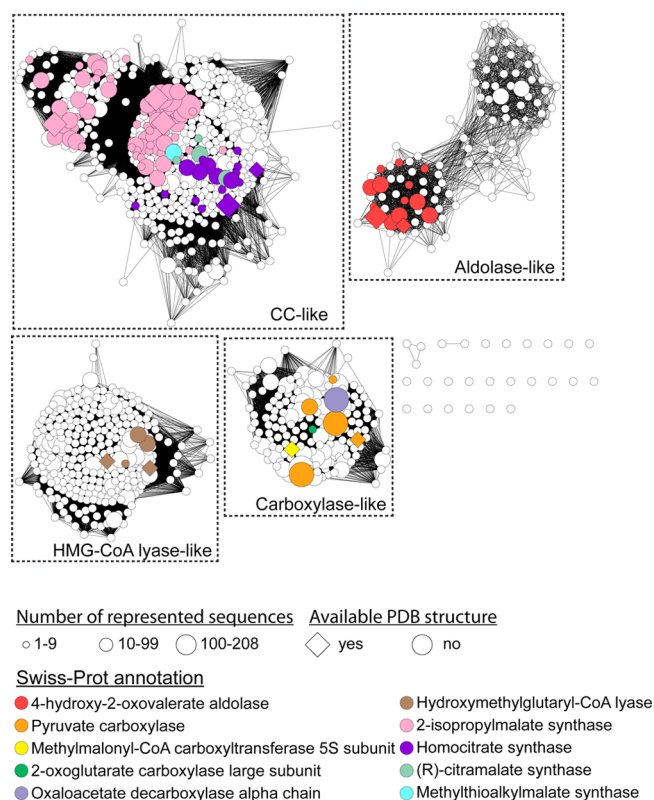 CC-like
Aldolase-like
HMG-CoA lyase-like
Carboxylase-like
Number of represented sequences
1-9
10-99
100-208
Available PDB structure
yes
no
Swiss-Prot annotation
4-hydroxy-2-oxovalerate aldolase
Pyruvate carboxylase
Methylmalonyl-CoA carboxyltransferase 5S subunit
2-oxoglutarate carboxylase large subunit
Oxaloacetate decarboxylase alpha chain
Hydroxymethylglutaryl-CoA lyase
2-isopropylmalate synthase
Homocitrate synthase
(R)-citramalate synthase
Methylthioalkylmalate synthase